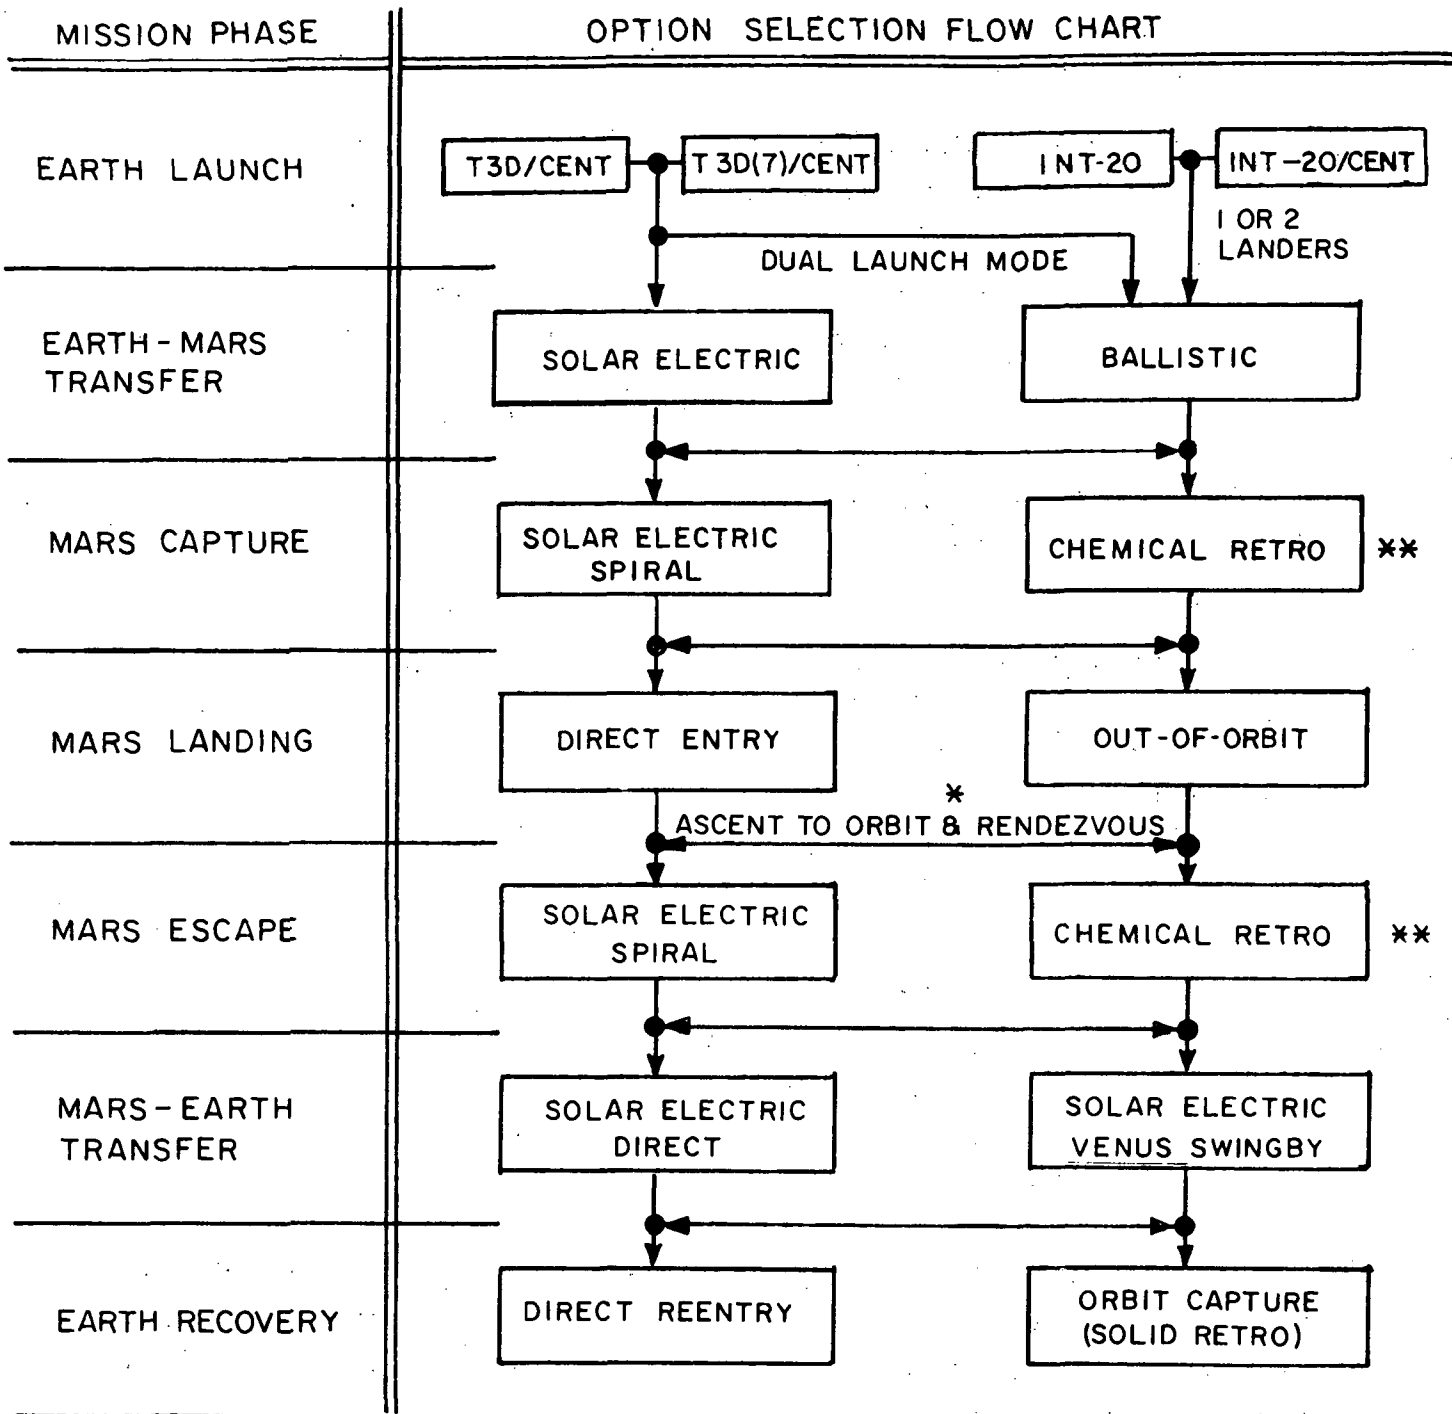 MISSION PHASE
OPTION SELECTION FLOW CHART
EARTH LAUNCH
T3D/CENT
T3D(7)/CENT
INT-20
INT-20/CENT
1 OR 2
LANDERS
DUAL LAUNCH MODE
EARTH-MARS
TRANSFER
SOLAR ELECTRIC
BALLISTIC
MARS CAPTURE
SOLAR ELECTRIC
SPIRAL
CHEMICAL RETRO **
MARS LANDING
DIRECT ENTRY
OUT-OF-ORBIT
*
ASCENT TO ORBIT & RENDEZVOUS
MARS ESCAPE
SOLAR ELECTRIC
SPIRAL
CHEMICAL RETRO **
MARS-EARTH
TRANSFER
SOLAR ELECTRIC
DIRECT
SOLAR ELECTRIC
VENUS SWINGBY
EARTH RECOVERY
DIRECT REENTRY
ORBIT CAPTURE
(SOLID RETRO)